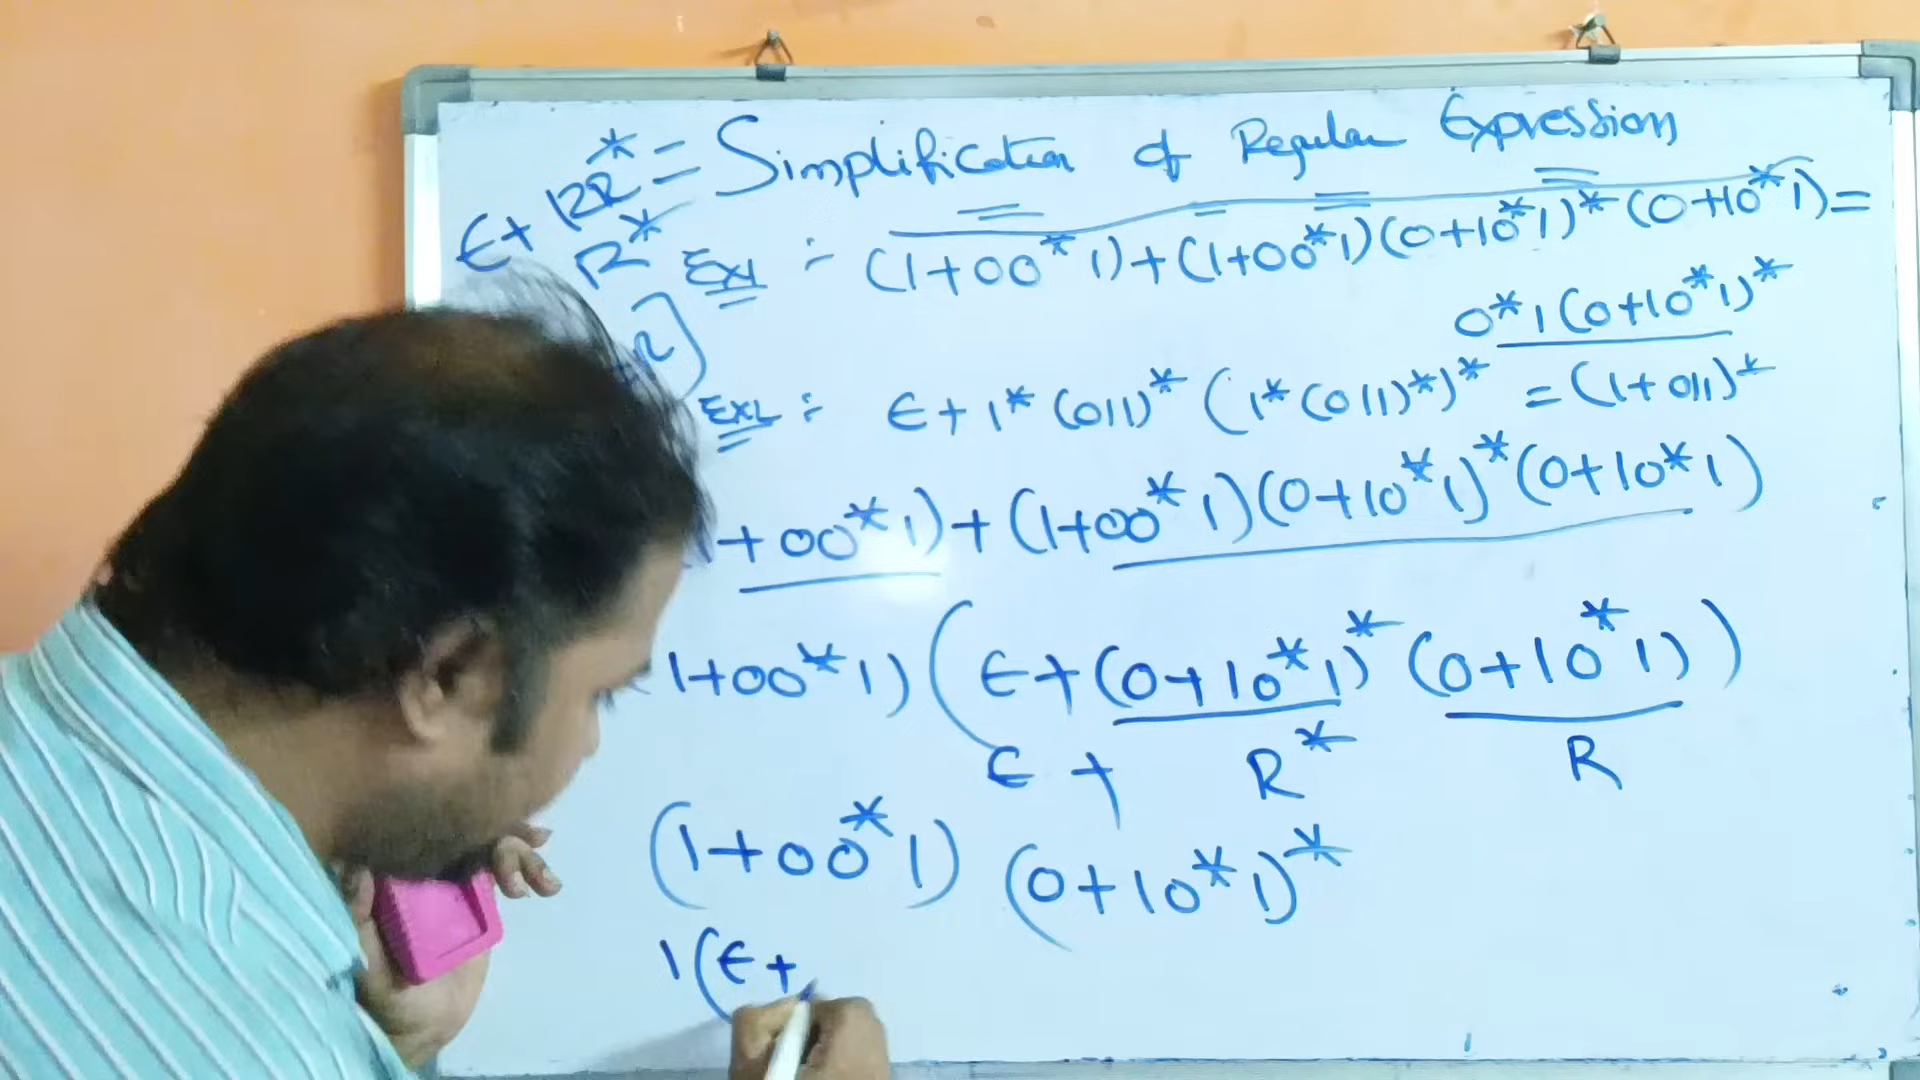 Simplification of Regular Expressions
ϵ + RR* =
R*
R
EX1 :- (1+00*1)+(1+00*1)(0+10*1)*(0+10*1)=
0*1(0+10*1)*
EX2 :- ϵ+1*(011)*(1*(011)*)* =(1+011)*
1+00*1)+(1+00*1)(0+10*1)*(0+10*1)
1+00*1)(ϵ+(0+10*1)*(0+10*1))
ϵ + R* R
(1+00*1)(0+10*1)*
1(ϵ+